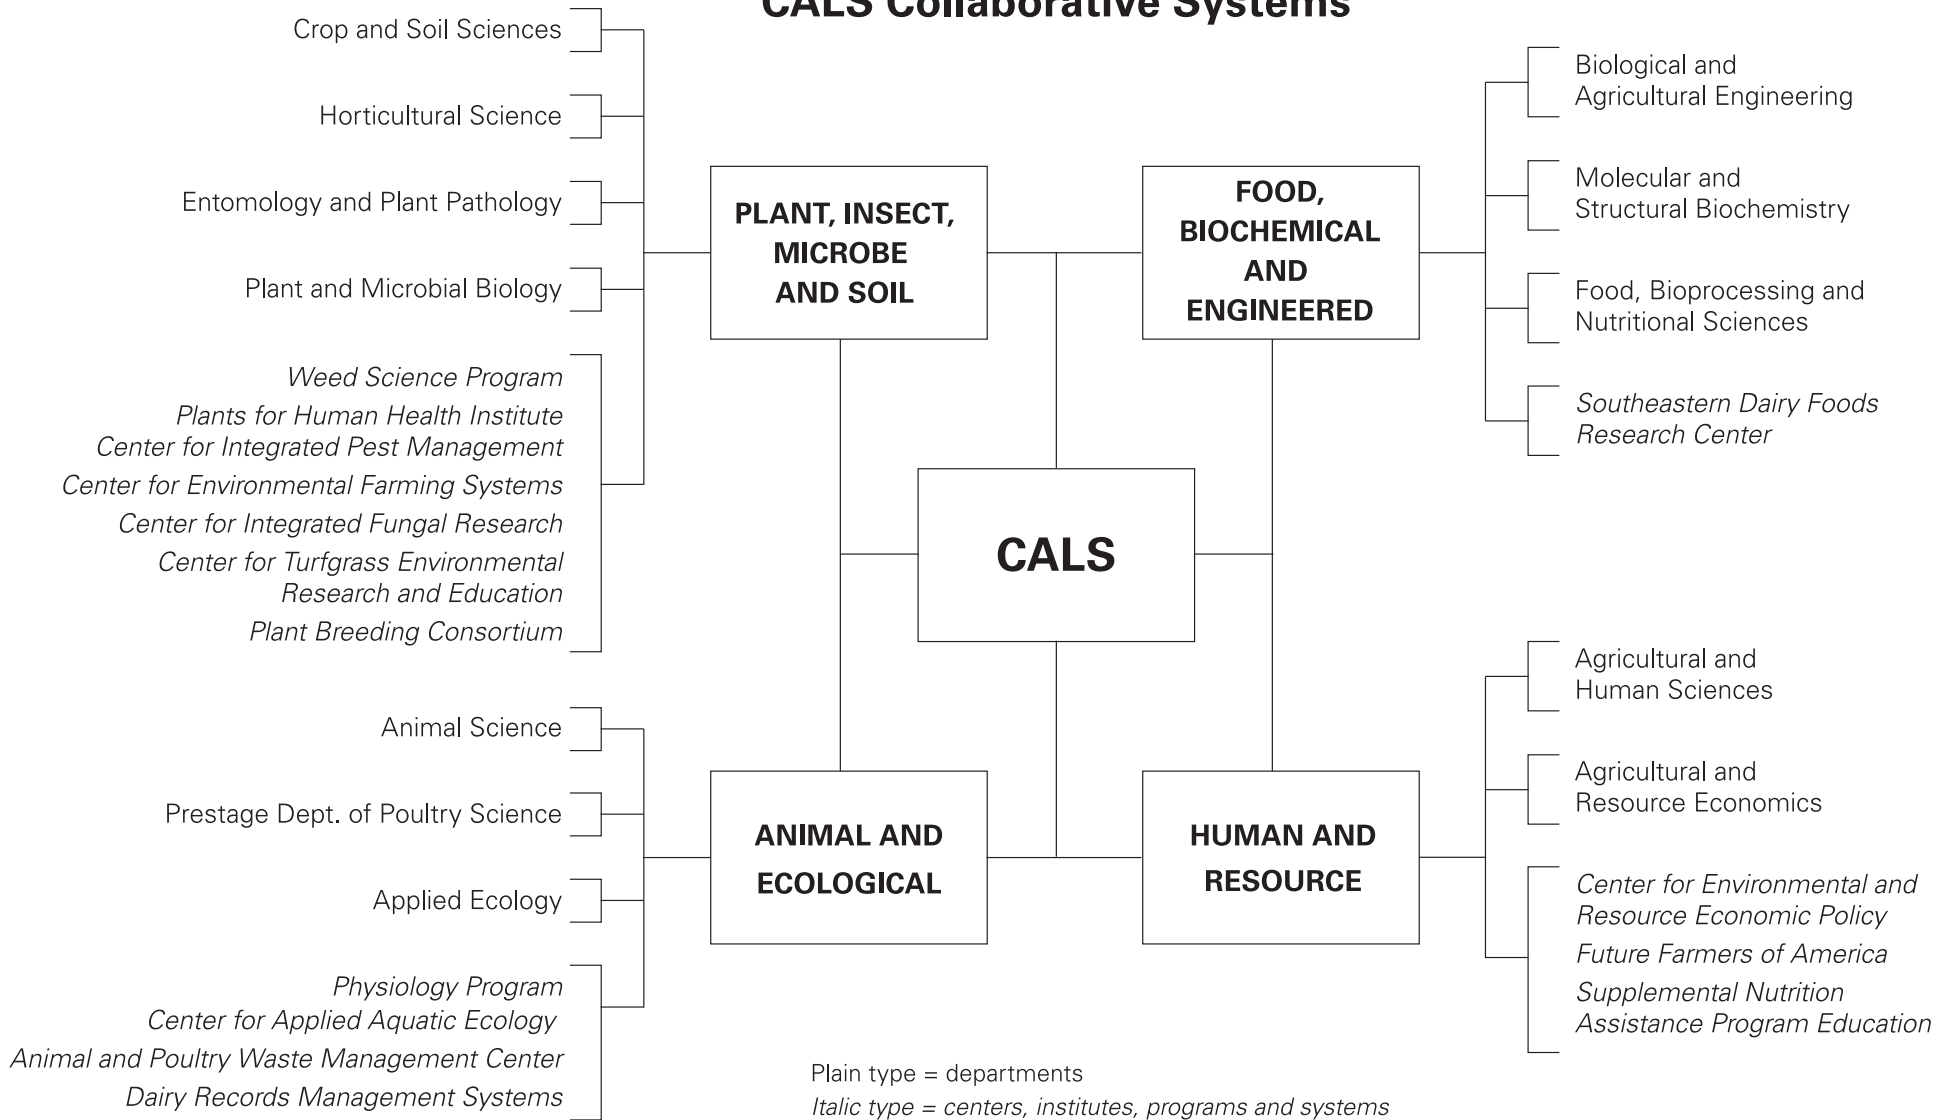 CALS Collaborative Systems
Crop and Soil Sciences
Horticultural Science
Entomology and Plant Pathology
Plant and Microbial Biology
Weed Science Program
Plants for Human Health Institute
Center for Integrated Pest Management
Center for Environmental Farming Systems
Center for Integrated Fungal Research
Center for Turfgrass Environmental
Research and Education
Plant Breeding Consortium
PLANT, INSECT,
MICROBE
AND SOIL
FOOD,
BIOCHEMICAL
AND
ENGINEERED
Biological and
Agricultural Engineering
Molecular and
Structural Biochemistry
Food, Bioprocessing and
Nutritional Sciences
Southeastern Dairy Foods
Research Center
CALS
Animal Science
Prestage Dept. of Poultry Science
Applied Ecology
Physiology Program
Center for Applied Aquatic Ecology
Animal and Poultry Waste Management Center
Dairy Records Management Systems
ANIMAL AND
ECOLOGICAL
HUMAN AND
RESOURCE
Agricultural and
Human Sciences
Agricultural and
Resource Economics
Center for Environmental and
Resource Economic Policy
Future Farmers of America
Supplemental Nutrition
Assistance Program Education
Plain type = departments
Italic type = centers, institutes, programs and systems